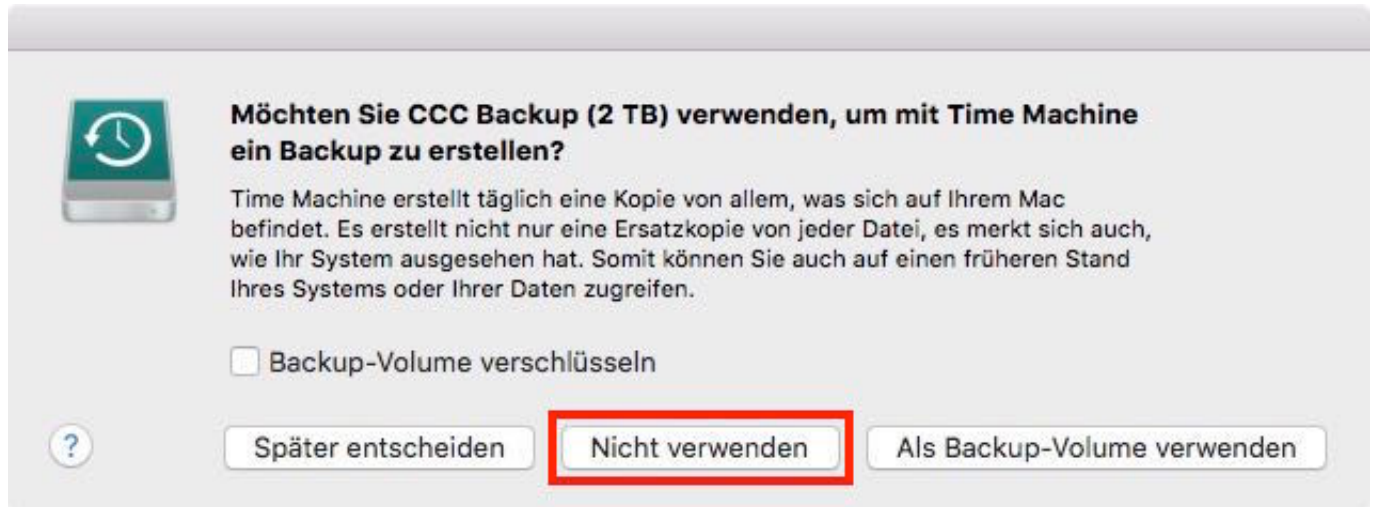 Möchten Sie CCC Backup (2 TB) verwenden, um mit Time Machine
ein Backup zu erstellen?
Time Machine erstellt täglich eine Kopie von allem, was sich auf Ihrem Mac
befindet. Es erstellt nicht nur eine Ersatzkopie von jeder Datei, es merkt sich auch,
wie Ihr System ausgesehen hat. Somit können Sie auch auf einen früheren Stand
Ihres Systems oder Ihrer Daten zugreifen.
Backup-Volume verschlüsseln
? Später entscheiden Nicht verwenden Als Backup-Volume verwenden